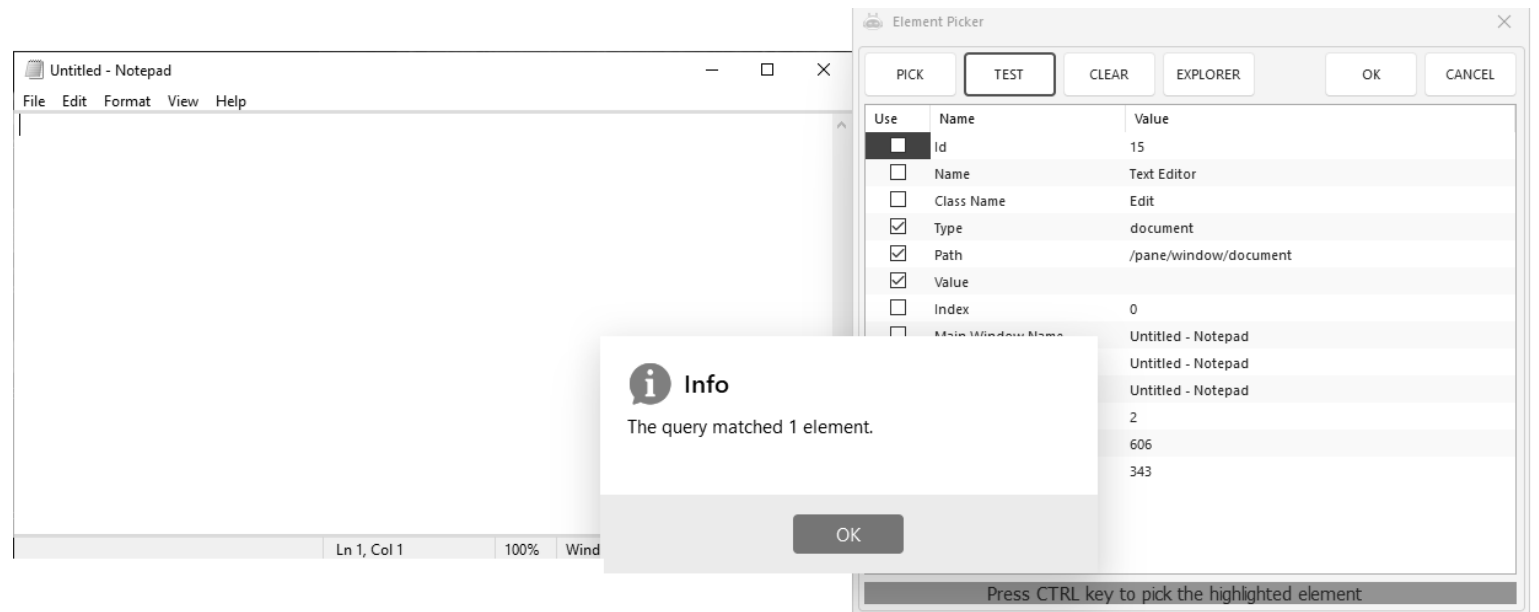 Element Picker
Untitled - Notepad
File Edit Format View Help
PICK TEST CLEAR EXPLORER OK CANCEL
Use Name Value
Id 15
Name Text Editor
Class Name Edit
Type document
Path /pane/window/document
Value
Index 0
Main Window Name Untitled - Notepad
Untitled - Notepad
Untitled - Notepad
2
606
343
Info
The query matched 1 element.
OK
Ln 1, Col 1 100% Wind
Press CTRL key to pick the highlighted element